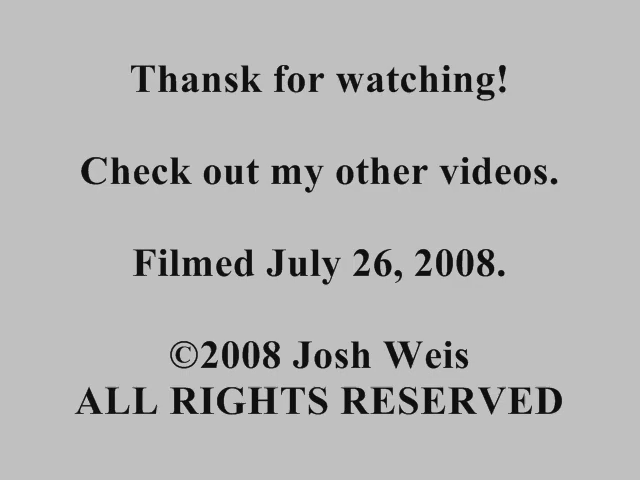 Thansk for watching!
Check out my other videos.
Filmed July 26, 2008.
©2008 Josh Weis
ALL RIGHTS RESERVED